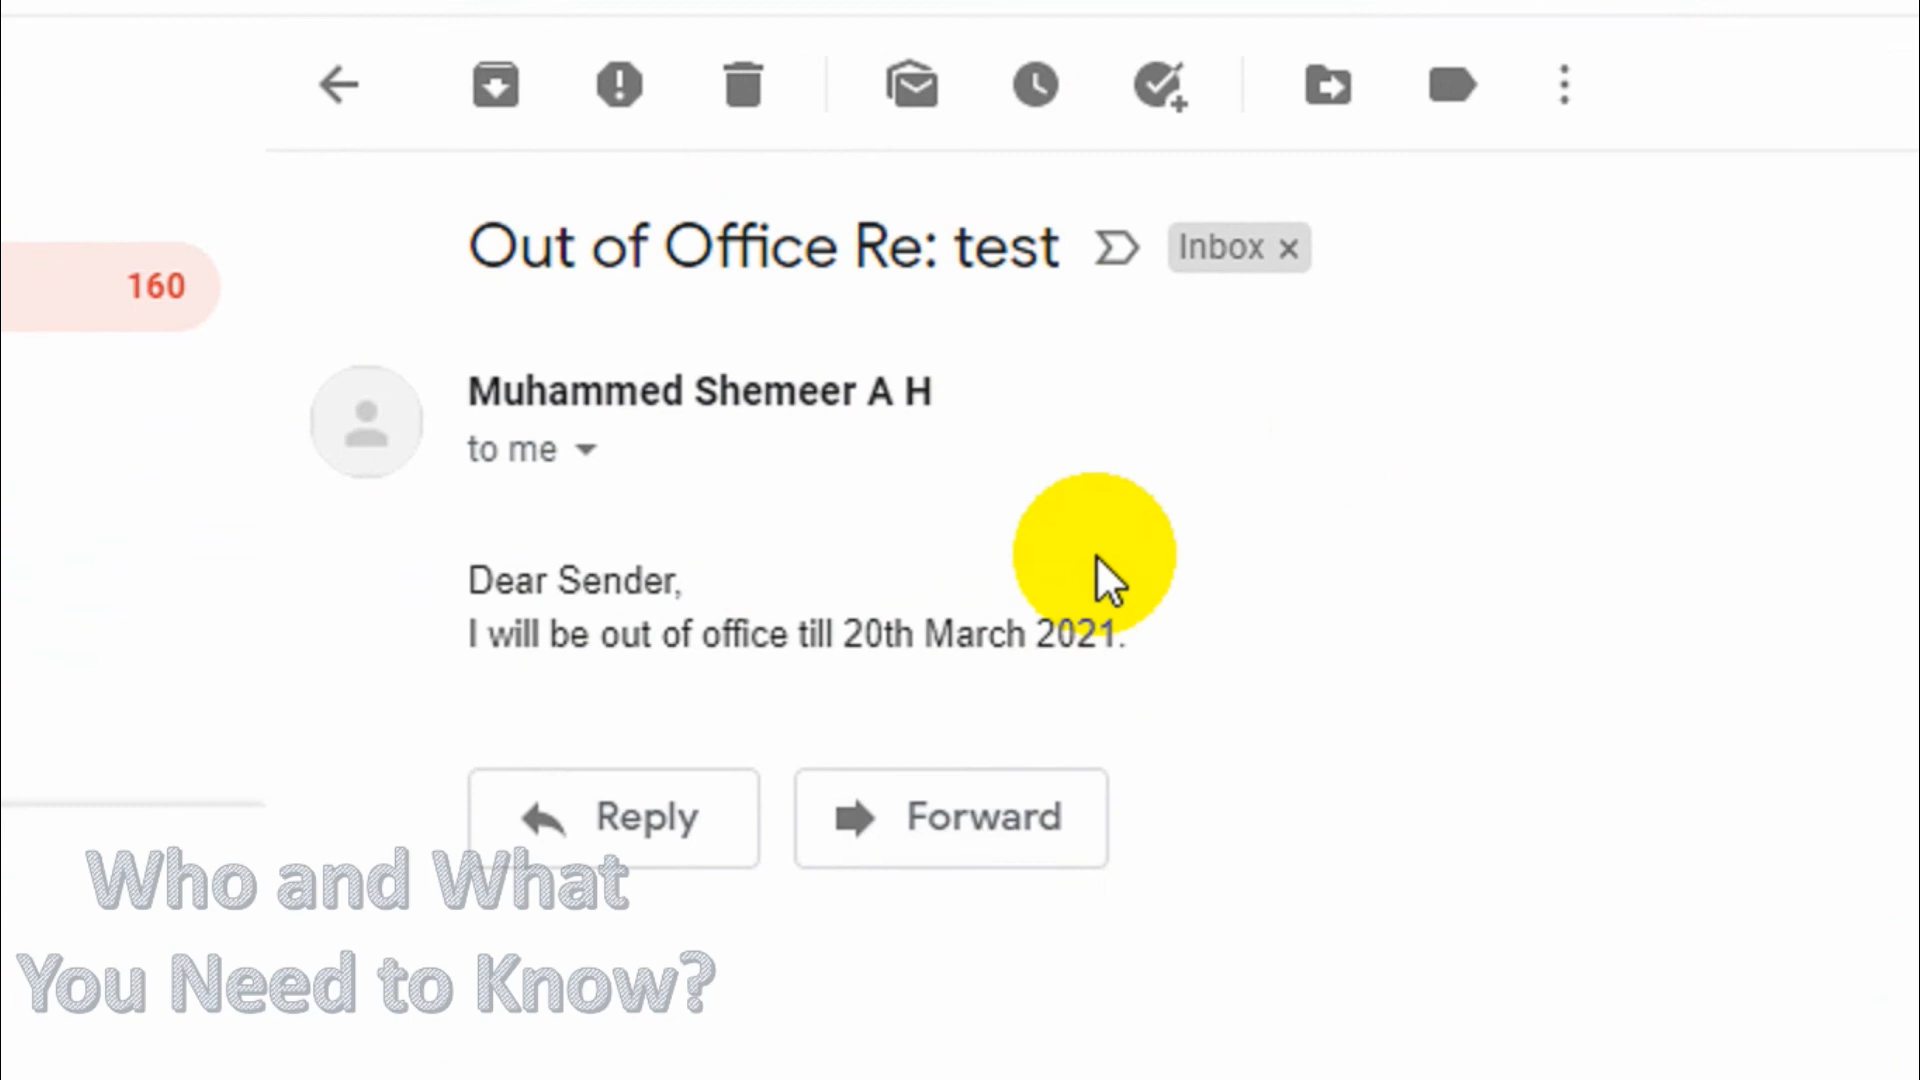 Out of Office Re: test
Inbox ×
160
Muhammed Shemeer A H
to me
Dear Sender,
I will be out of office till 20th March 2021.
Reply
Forward
Who and What
You Need to Know?